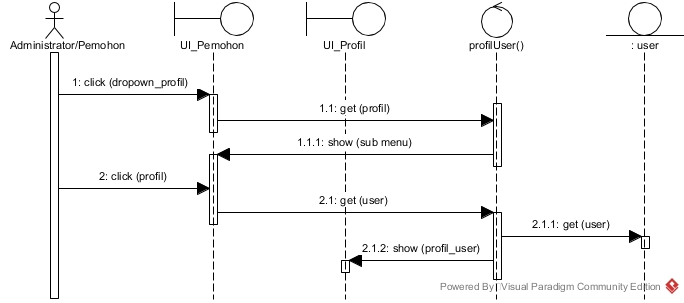 Administrator/Pemohon
UI_Pemohon
UI_Profil
profilUser()
: user
1: click (dropown_profil)
1.1: get (profil)
1.1.1: show (sub menu)
2: click (profil)
2.1: get (user)
2.1.1: get (user)
2.1.2: show (profil_user)
Powered By Visual Paradigm Community Edition